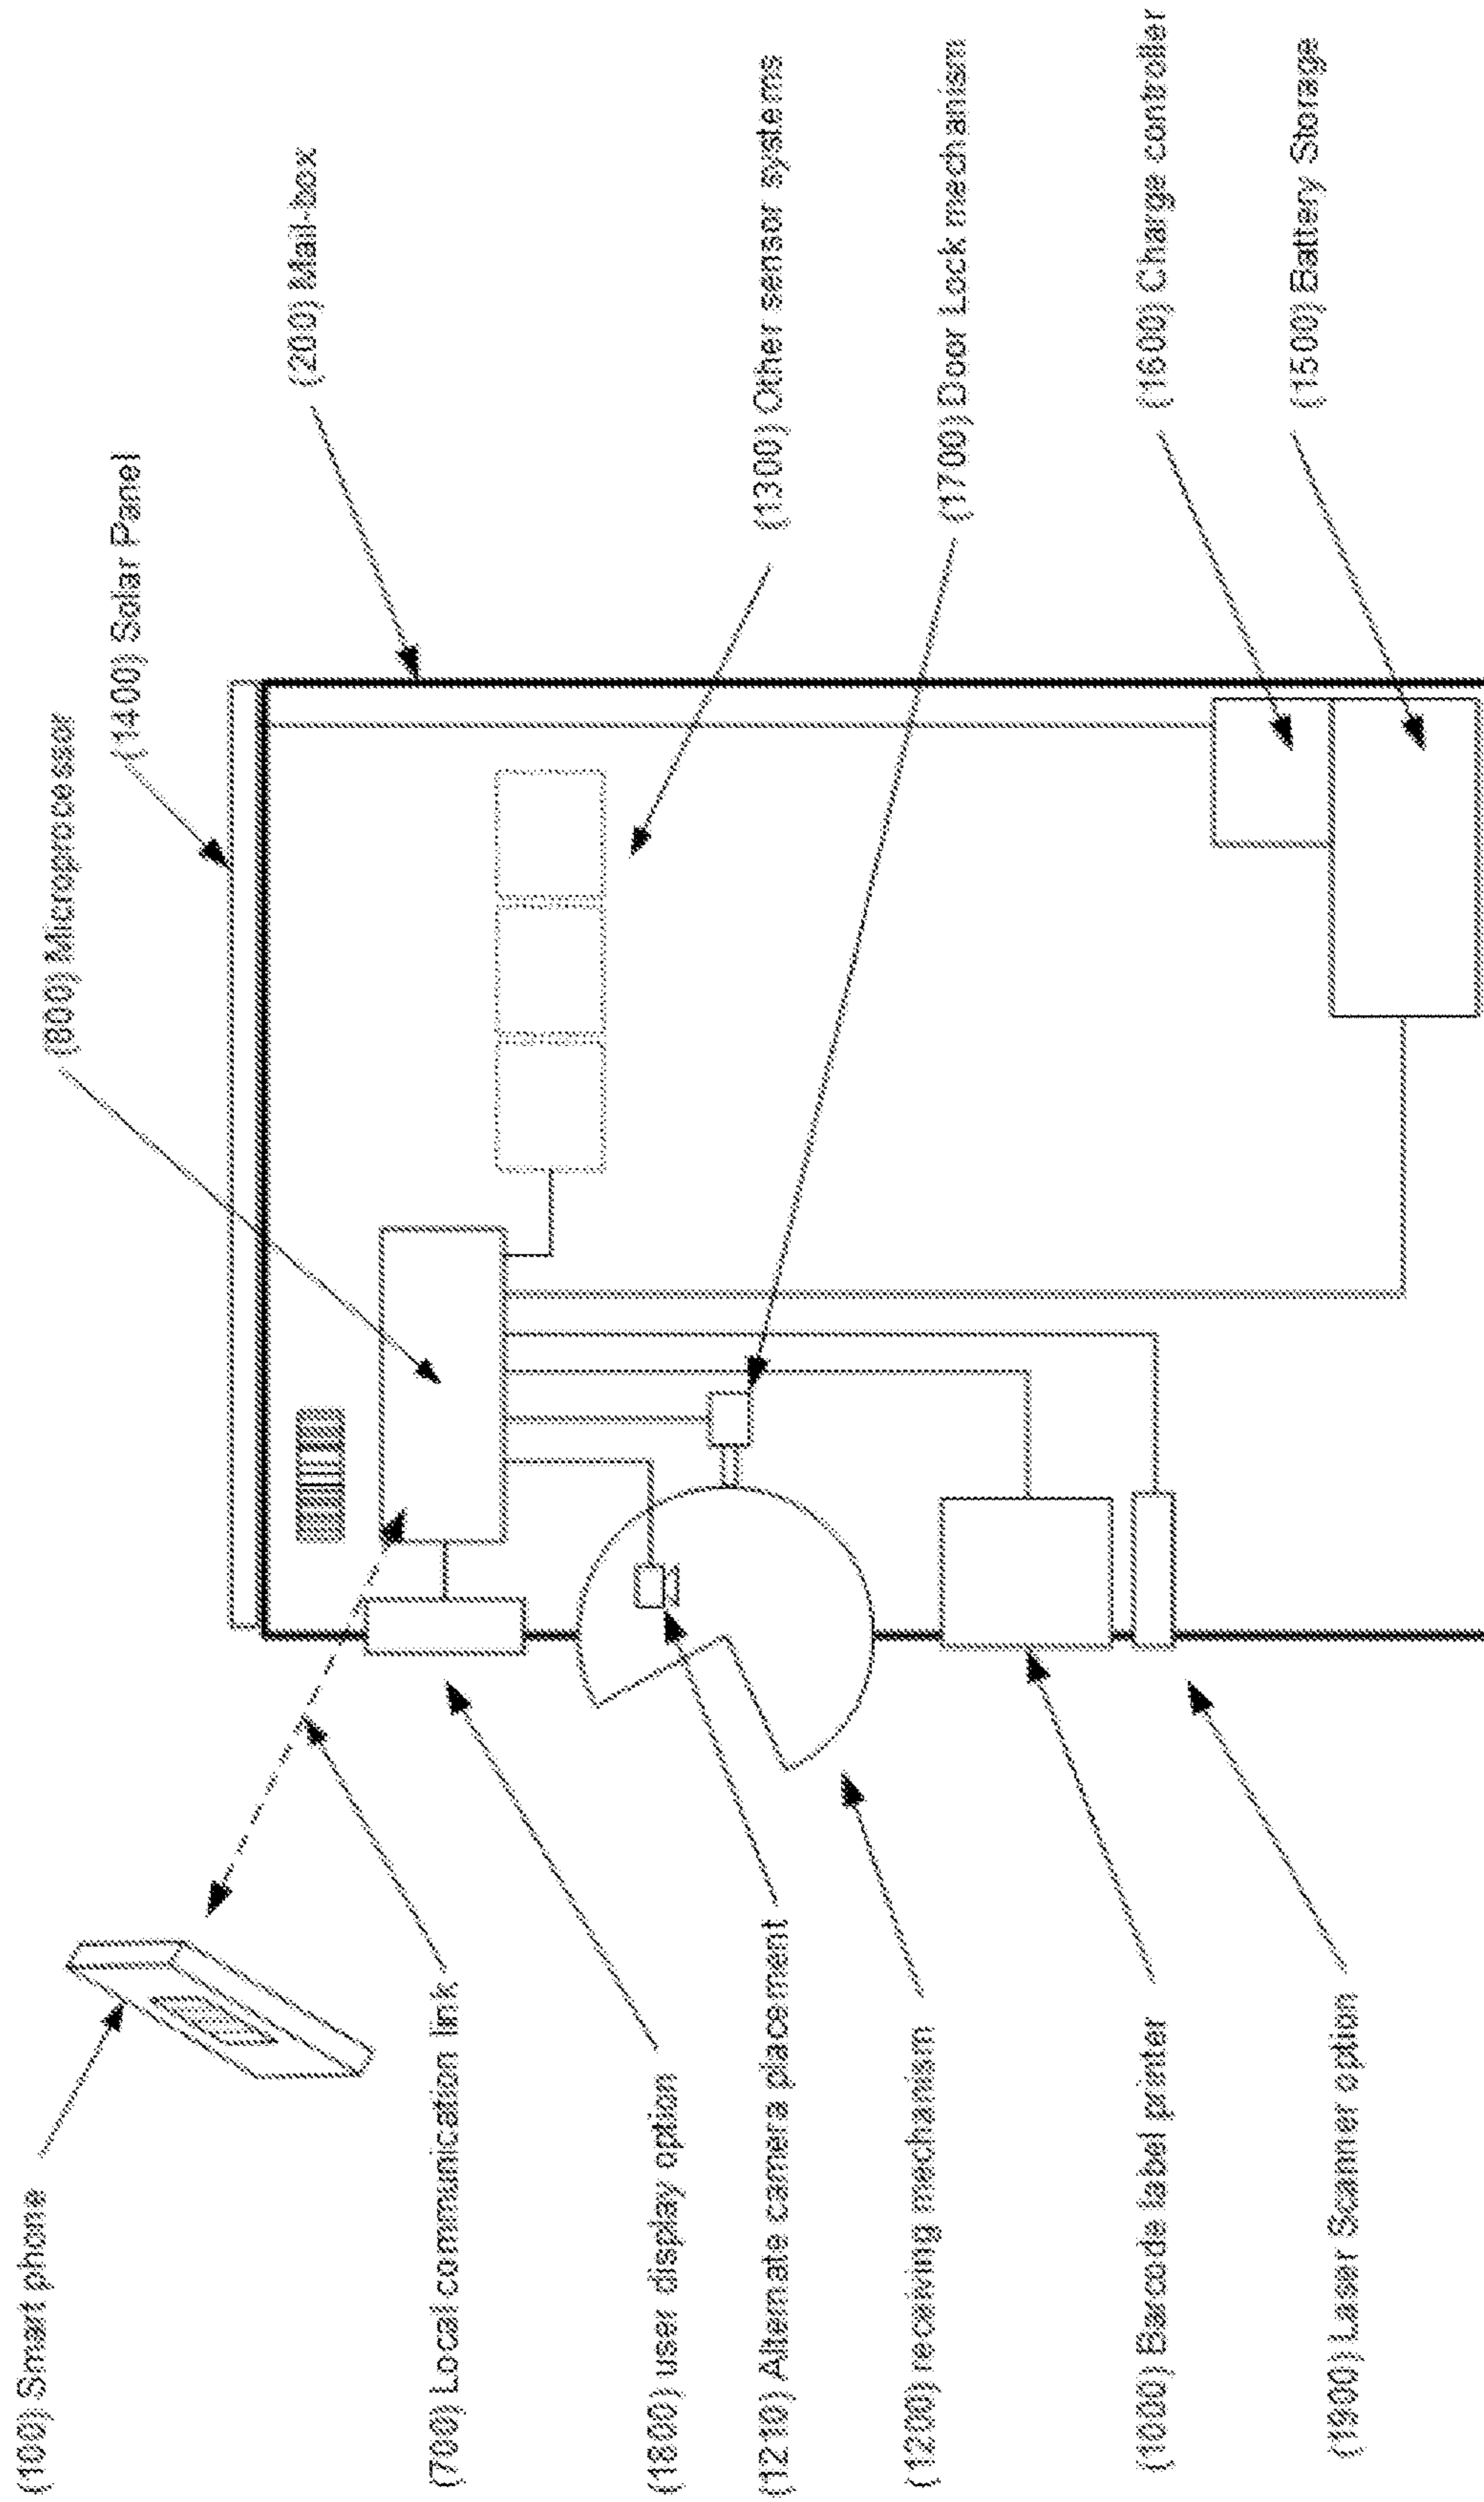 (100) Smart phone
(700) Local communication link
(1800) user display option
(1210) Alternate camera placement
(1200) receiving mechanism
(1000) Barcode label printer
(1900) Laser Scanner option
(800) Microprocessor
(1400) Solar Panel
(200) Mail-box
(1300) Other sensor systems
(1700) Door Lock mechanism
(1600) Charge controller
(1500) Battery Storage